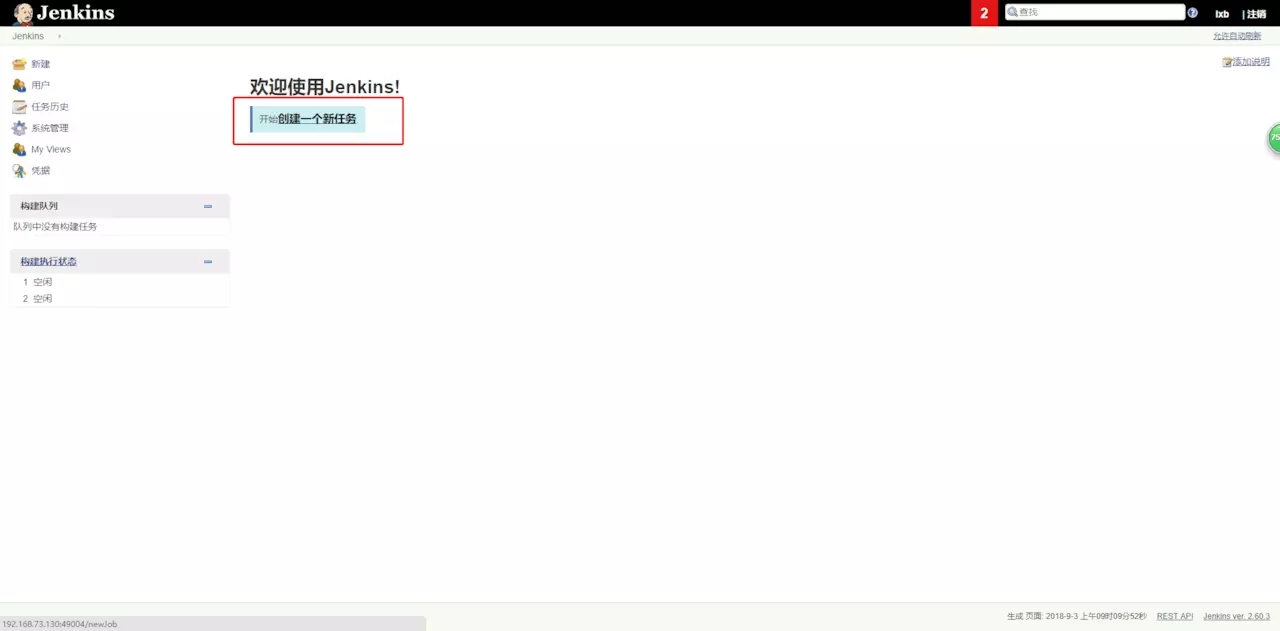 Jenkins
2
查找
lxb
| 注销
Jenkins
允许自动刷新
新建
用户
任务历史
系统管理
My Views
凭据
添加说明
欢迎使用Jenkins!
开始创建一个新任务
75
构建队列
队列中没有构建任务
构建执行状态
1 空闲
2 空闲
生成 页面: 2018-9-3 上午09时09分52秒
REST API
Jenkins ver. 2.60.3
192.168.73.130:49004/newJob